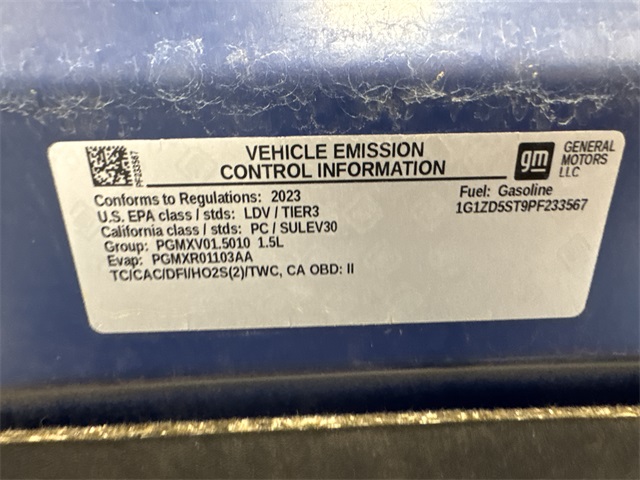 VEHICLE EMISSION
CONTROL INFORMATION
gm
GENERAL
MOTORS
LLC
PF233567
Conforms to Regulations: 2023
Fuel: Gasoline
U.S. EPA class / stds: LDV / TIER3
1G1ZD5ST9PF233567
California class / stds: PC / SULEV30
Group: PGMXV01.5010 1.5L
Evap: PGMXR01103AA
TC/CAC/DFI/HO2S(2)/TWC, CA OBD: II